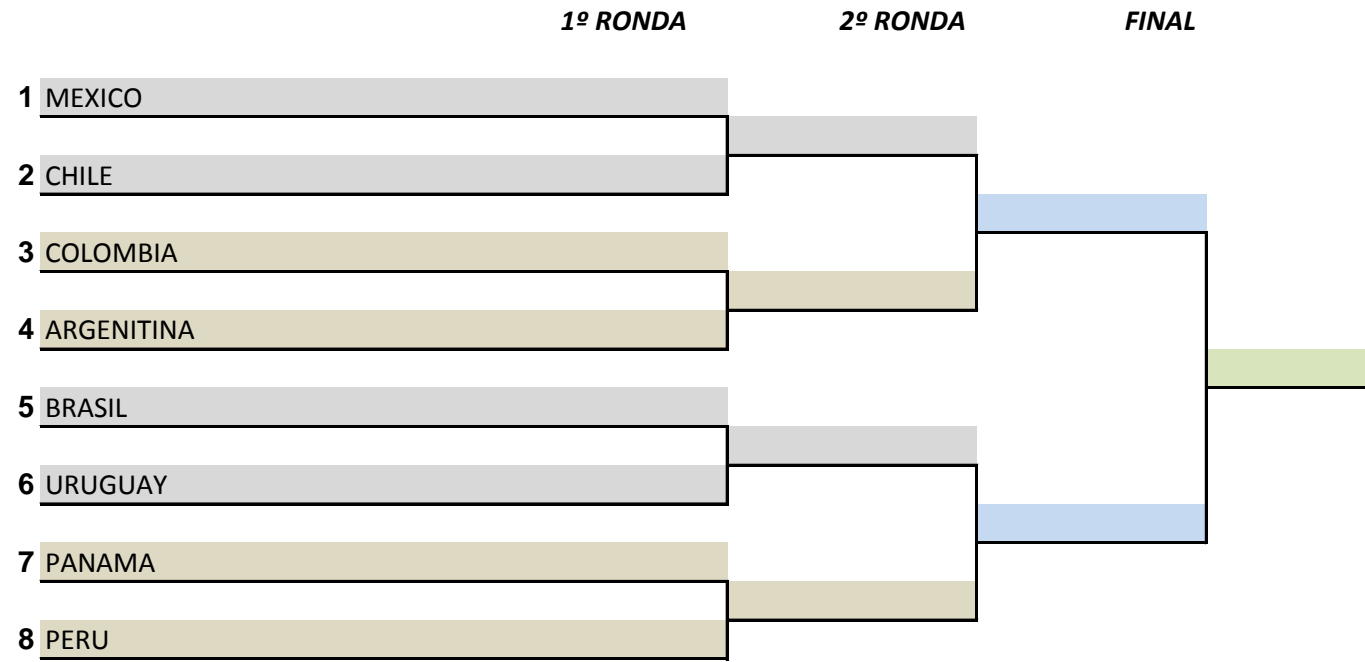 1º RONDA 2º RONDA FINAL
1 MEXICO
2 CHILE
3 COLOMBIA
4 ARGENITINA
5 BRASIL
6 URUGUAY
7 PANAMA
8 PERU